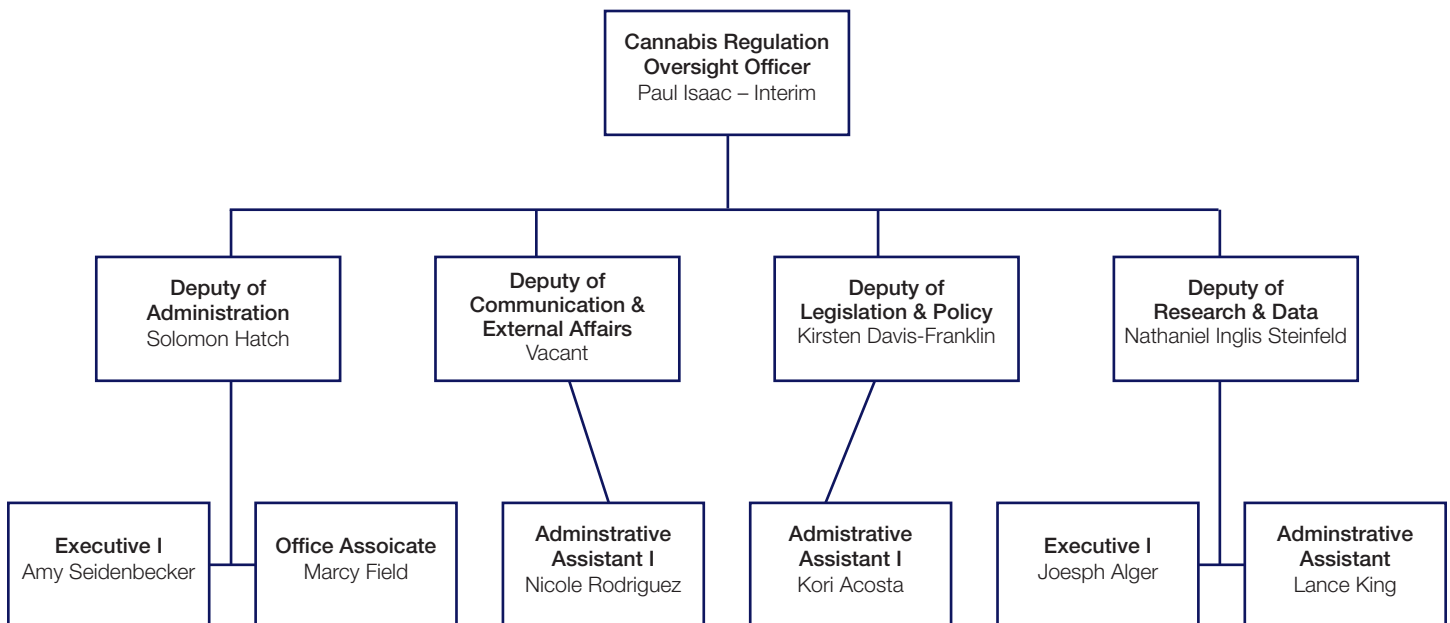 Cannabis Regulation
Oversight Officer
Paul Isaac – Interim
Deputy of
Administration
Solomon Hatch
Deputy of
Communication &
External Affairs
Vacant
Deputy of
Legislation & Policy
Kirsten Davis-Franklin
Deputy of
Research & Data
Nathaniel Inglis Steinfeld
Executive I
Amy Seidenbecker
Office Assoicate
Marcy Field
Adminstrative
Assistant I
Nicole Rodriguez
Admistrative
Assistant I
Kori Acosta
Executive I
Joesph Alger
Adminstrative
Assistant
Lance King